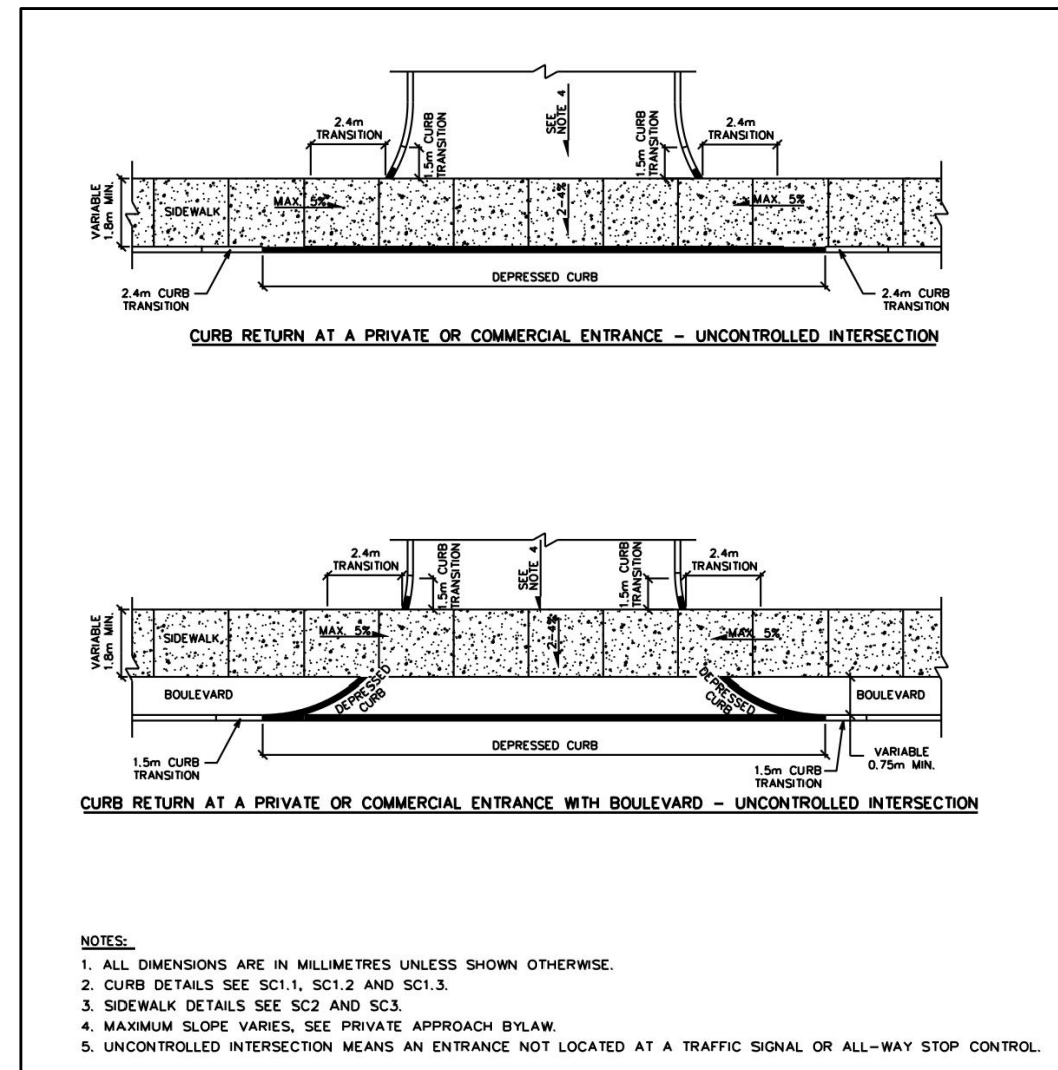 2.4m
TRANSITION
1.5m CURB
TRANSITION
SEE
NOTE 4
1.5m CURB
TRANSITION
2.4m
TRANSITION
VARIABLE
1.8m MIN.
SIDEWALK
MAX. 5%
2-4%
MAX. 5%
DEPRESSED CURB
2.4m CURB
TRANSITION
2.4m CURB
TRANSITION
CURB RETURN AT A PRIVATE OR COMMERCIAL ENTRANCE - UNCONTROLLED INTERSECTION
2.4m
TRANSITION
1.5m CURB
TRANSITION
SEE
NOTE 4
1.5m CURB
TRANSITION
2.4m
TRANSITION
VARIABLE
1.8m MIN.
SIDEWALK
MAX. 5%
2-4%
MAX. 5%
BOULEVARD
DEPRESSED
CURB
DEPRESSED
CURB
BOULEVARD
DEPRESSED CURB
1.5m CURB
TRANSITION
1.5m CURB
TRANSITION
VARIABLE
0.75m MIN.
CURB RETURN AT A PRIVATE OR COMMERCIAL ENTRANCE WITH BOULEVARD - UNCONTROLLED INTERSECTION
NOTES:
1. ALL DIMENSIONS ARE IN MILLIMETRES UNLESS SHOWN OTHERWISE.
2. CURB DETAILS SEE SC1.1, SC1.2 AND SC1.3.
3. SIDEWALK DETAILS SEE SC2 AND SC3.
4. MAXIMUM SLOPE VARIES, SEE PRIVATE APPROACH BYLAW.
5. UNCONTROLLED INTERSECTION MEANS AN ENTRANCE NOT LOCATED AT A TRAFFIC SIGNAL OR ALL-WAY STOP CONTROL.